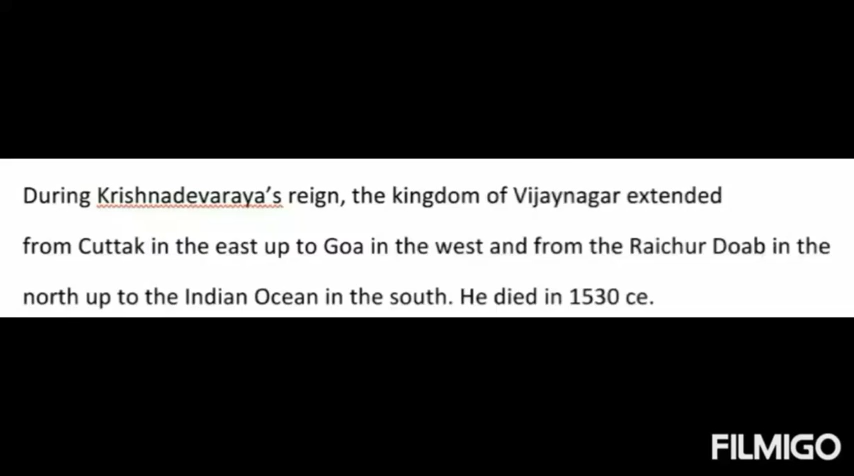 During Krishnadevaraya's reign, the kingdom of Vijaynagar extended
from Cuttak in the east up to Goa in the west and from the Raichur Doab in the
north up to the Indian Ocean in the south. He died in 1530 ce.
FILMIGO